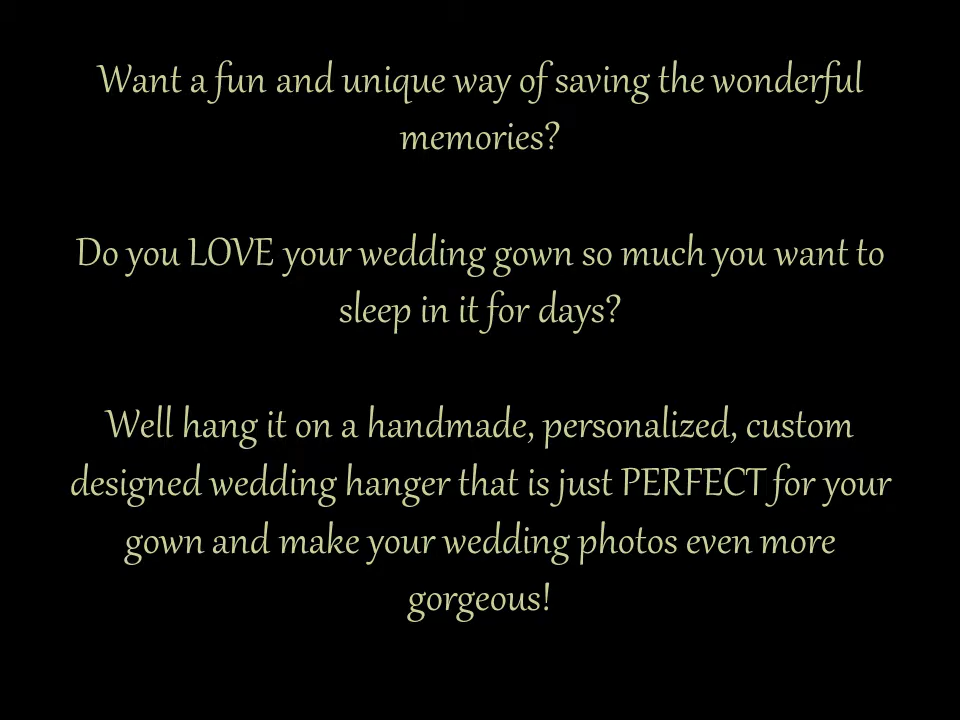 Want a fun and unique way of saving the wonderful
memories?
Do you LOVE your wedding gown so much you want to
sleep in it for days?
Well hang it on a handmade, personalized, custom
designed wedding hanger that is just PERFECT for your
gown and make your wedding photos even more
gorgeous!